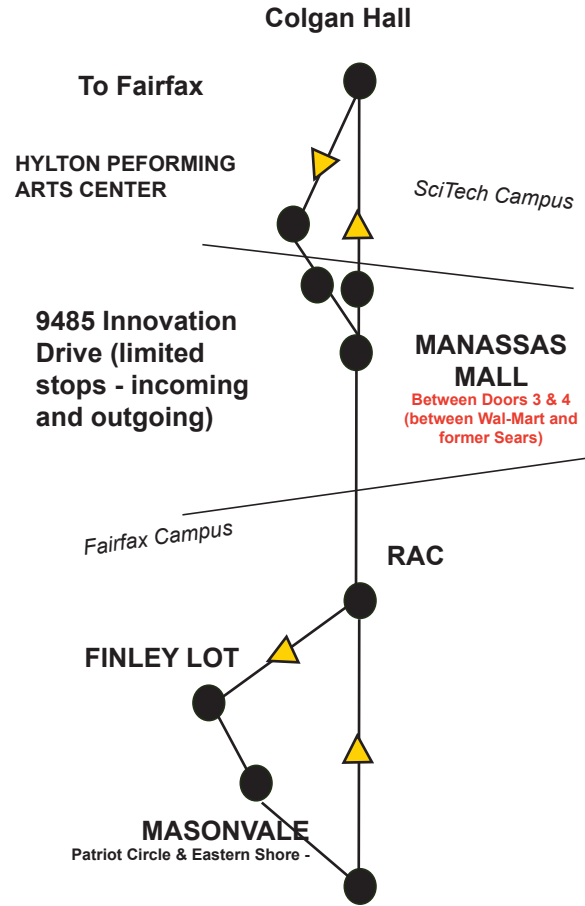 Colgan Hall
To Fairfax
HYLTON PEFORMING
ARTS CENTER
SciTech Campus
9485 Innovation
Drive (limited
stops - incoming
and outgoing)
MANASSAS
MALL
Between Doors 3 & 4
(between Wal-Mart and
former Sears)
Fairfax Campus
RAC
FINLEY LOT
MASONVALE
Patriot Circle & Eastern Shore -